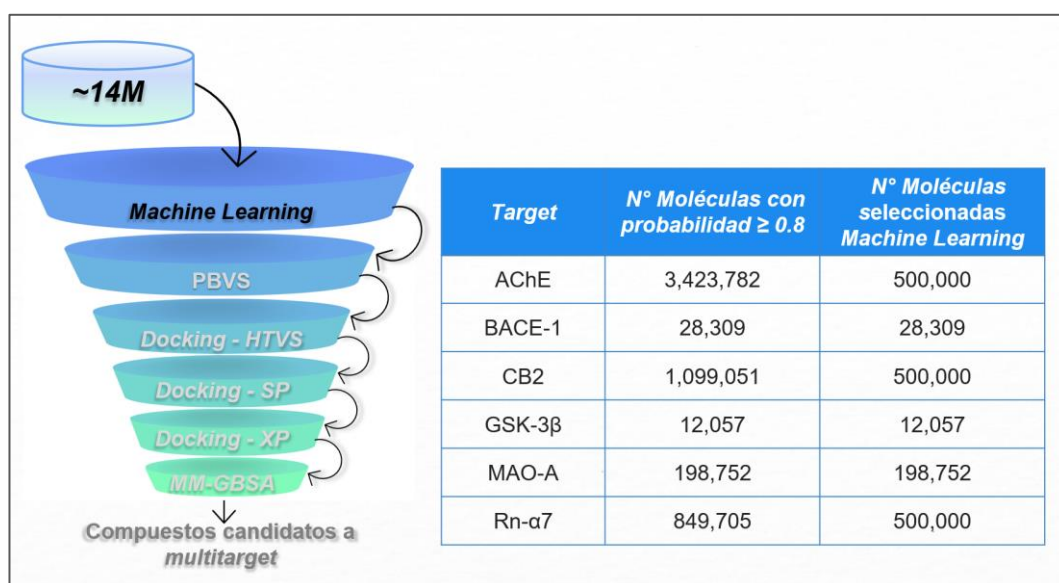 ~14M
Machine Learning
PBVS
Docking - HTVS
Docking - SP
Docking - XP
MM-GBSA
Compuestos candidatos a
multitarget
Target
N° Moléculas con
probabilidad ≥ 0.8
N° Moléculas
seleccionadas
Machine Learning
AChE 3,423,782 500,000
BACE-1 28,309 28,309
CB2 1,099,051 500,000
GSK-3β 12,057 12,057
MAO-A 198,752 198,752
Rn-α7 849,705 500,000